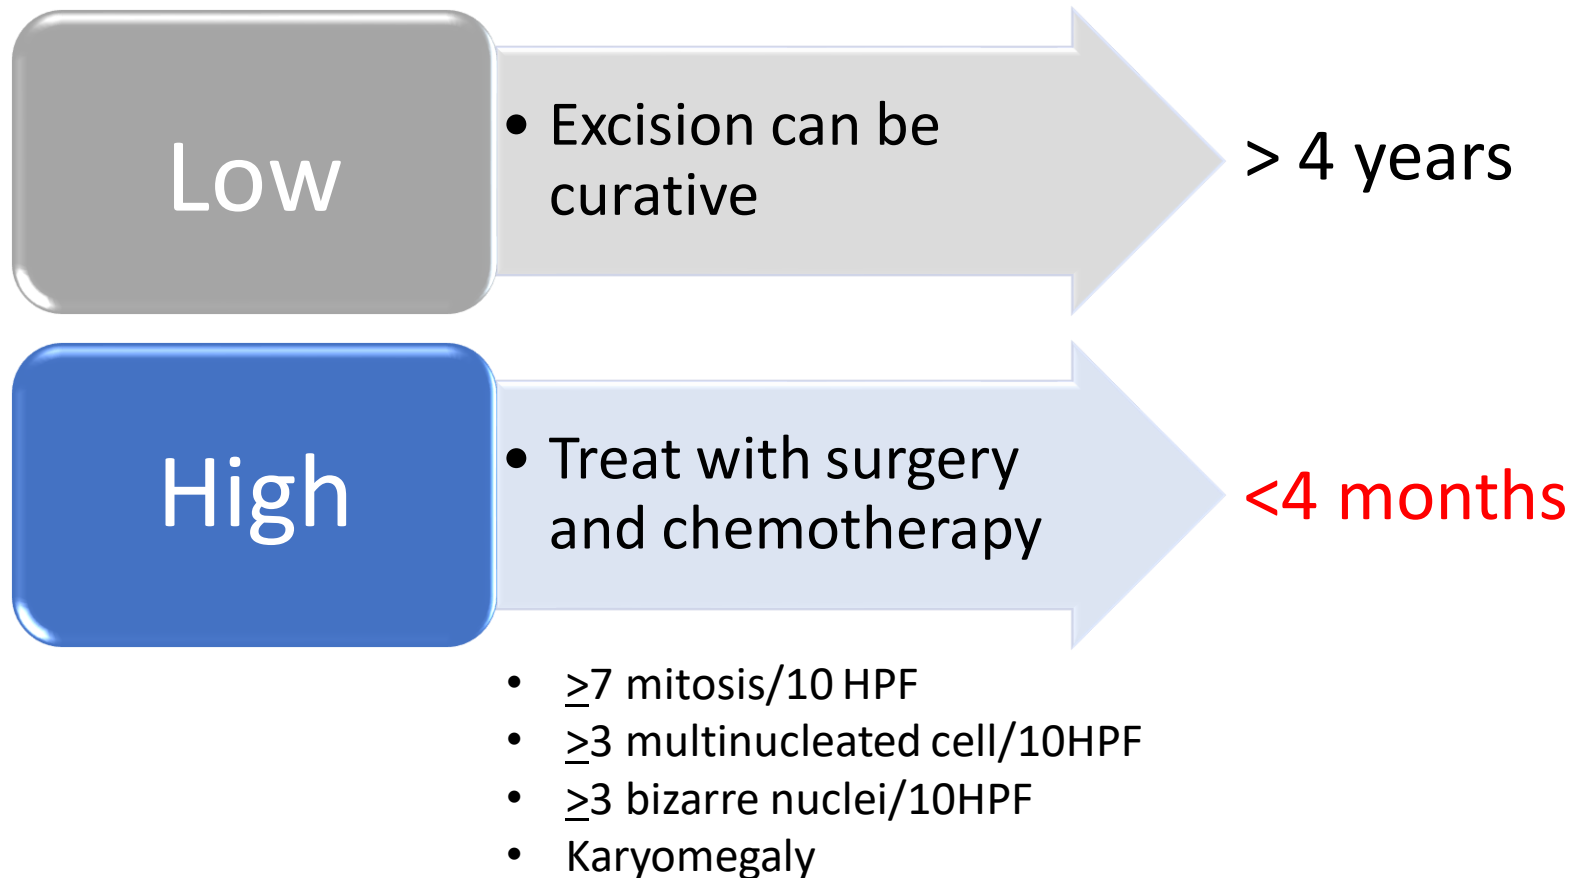 Low
• Excision can be
curative
> 4 years
High
• Treat with surgery
and chemotherapy
<4 months
• ≥7 mitosis/10 HPF
• ≥3 multinucleated cell/10HPF
• ≥3 bizarre nuclei/10HPF
• Karyomegaly